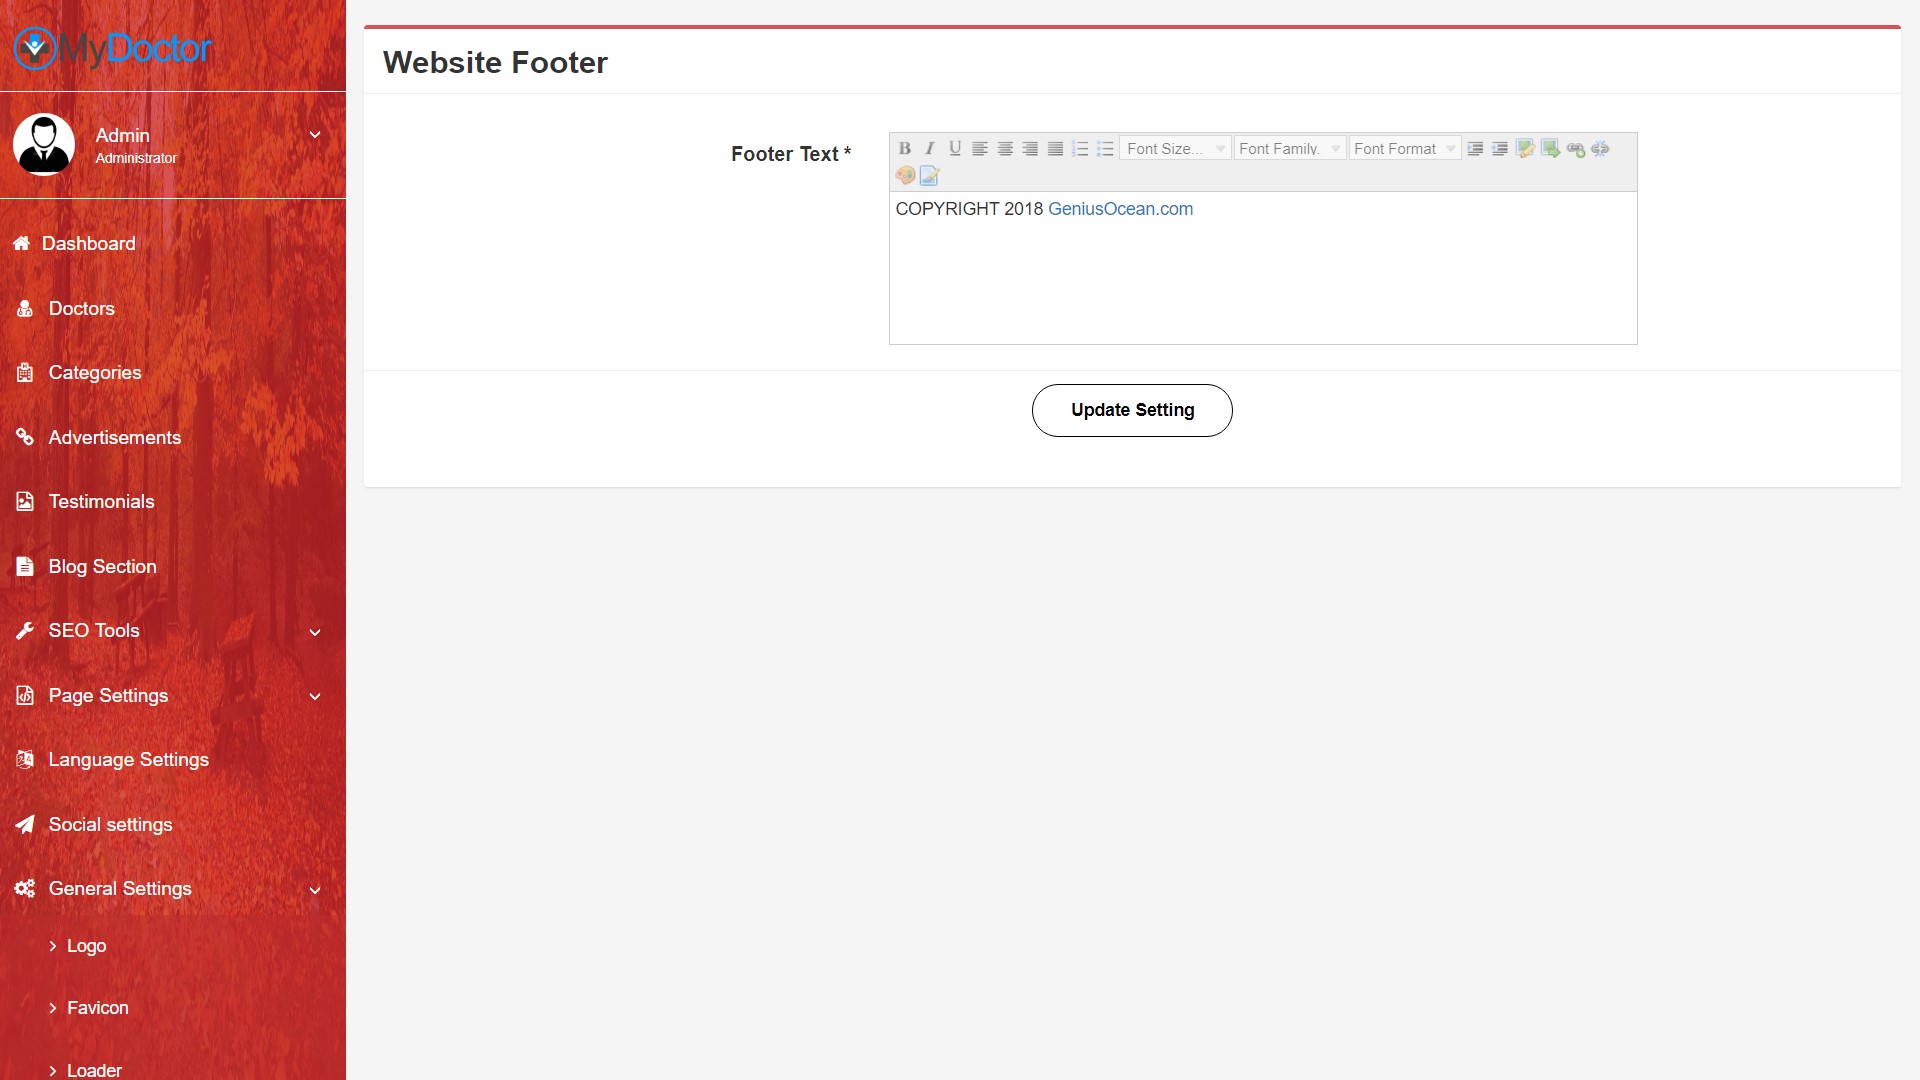 MyDoctor
Admin
Administrator
Dashboard
Doctors
Categories
Advertisements
Testimonials
Blog Section
SEO Tools
Page Settings
Language Settings
Social settings
General Settings
Logo
Favicon
Loader
Website Footer
Footer Text *
B I U Font Size... Font Family. Font Format
COPYRIGHT 2018 GeniusOcean.com
Update Setting